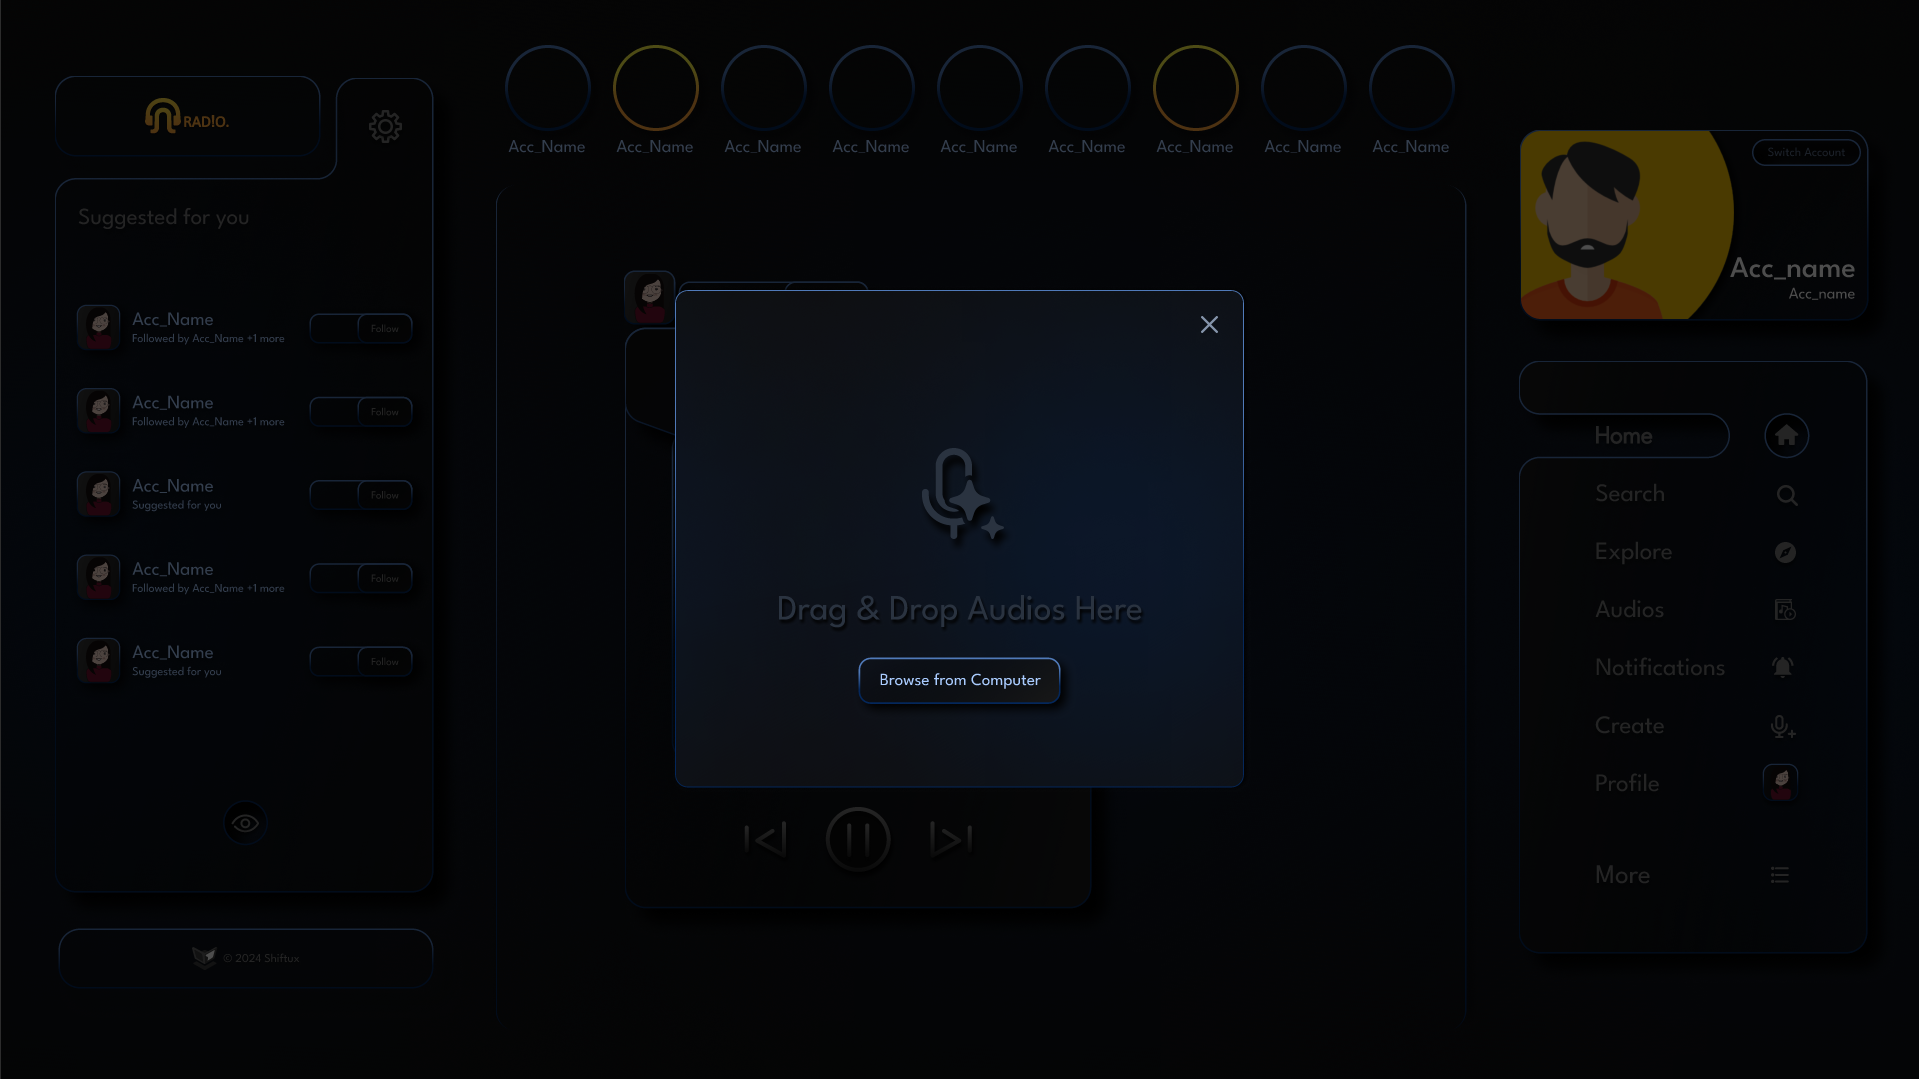 RAD!O.
Suggested for you
Acc_Name
Followed by Acc_Name +1 more
Follow
Acc_Name
Followed by Acc_Name +1 more
Follow
Acc_Name
Suggested for you
Follow
Acc_Name
Followed by Acc_Name +1 more
Follow
Acc_Name
Suggested for you
Follow
© 2024 Shiftux
Acc_Name Acc_Name Acc_Name Acc_Name Acc_Name Acc_Name Acc_Name Acc_Name Acc_Name
Drag & Drop Audios Here
Browse from Computer
Switch Account
Acc_name
Acc_name
Home
Search
Explore
Audios
Notifications
Create
Profile
More